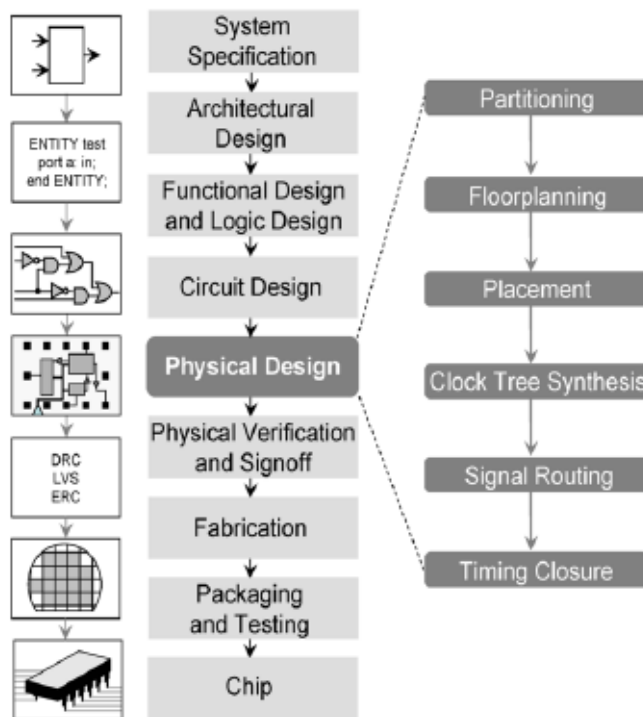 ENTITY test
port a: in;
end ENTITY;
DRC
LVS
ERC
System
Specification
Architectural
Design
Functional Design
and Logic Design
Circuit Design
Physical Design
Physical Verification
and Signoff
Fabrication
Packaging
and Testing
Chip
Partitioning
Floorplanning
Placement
Clock Tree Synthesis
Signal Routing
Timing Closure